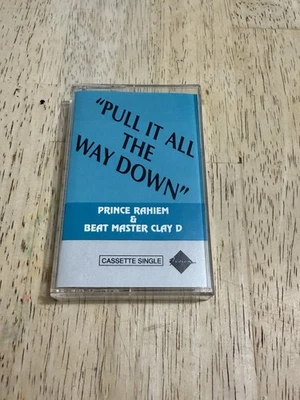 "PULL IT ALL
THE
WAY DOWN"
PRINCE RAHIEM
&
BEAT MASTER CLAY D
CASSETTE SINGLE